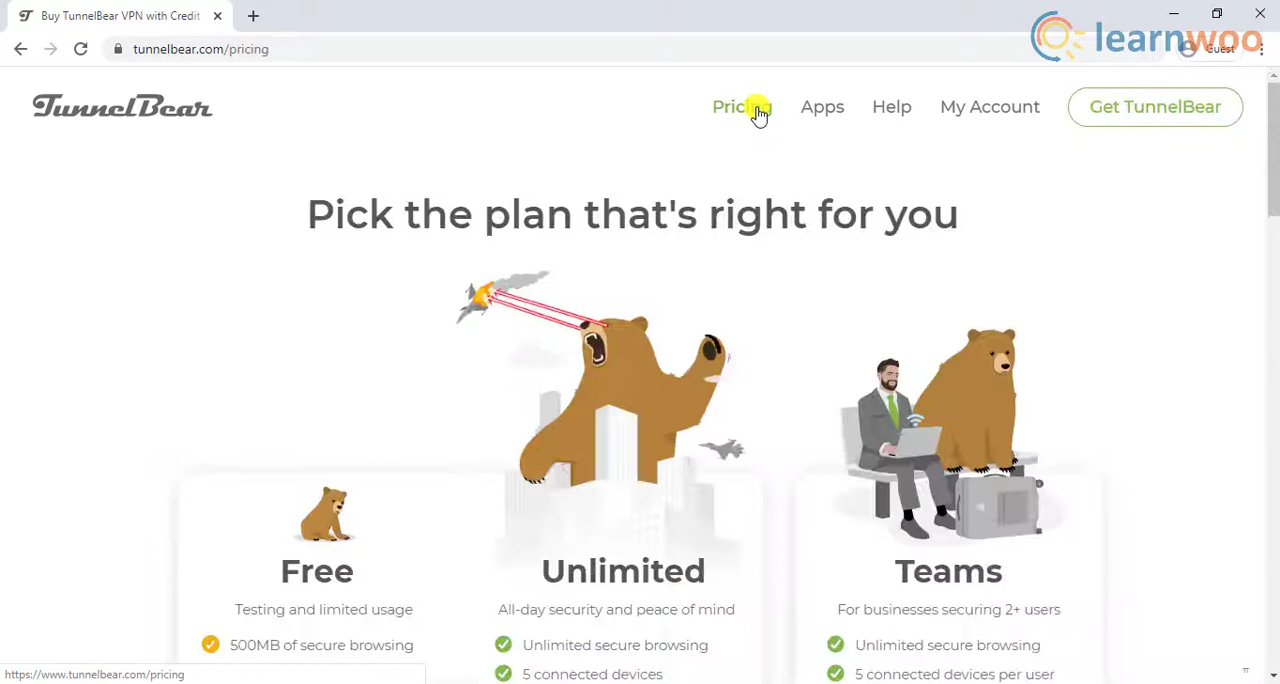 Buy TunnelBear VPN with Credit
tunnelbear.com/pricing
learnwoo
Guest
TunnelBear
Pricing
Apps
Help
My Account
Get TunnelBear
Pick the plan that's right for you
Free
Testing and limited usage
500MB of secure browsing
Unlimited
All-day security and peace of mind
Unlimited secure browsing
5 connected devices
Teams
For businesses securing 2+ users
Unlimited secure browsing
5 connected devices per user
https://www.tunnelbear.com/pricing